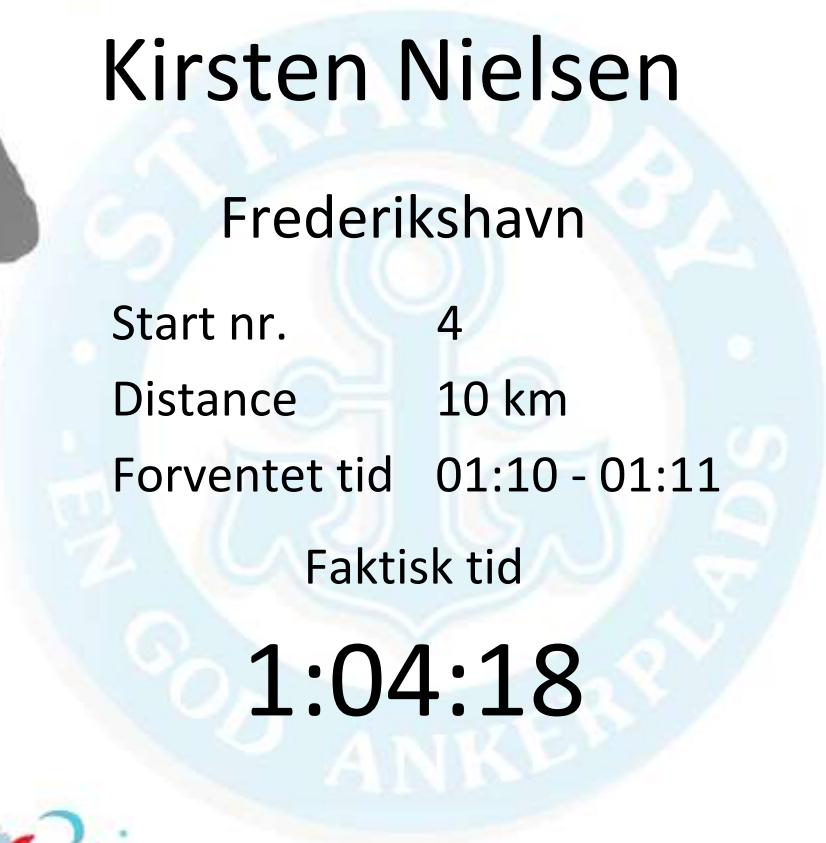 Kirsten Nielsen
Frederikshavn
Start nr. 4
Distance 10 km
Forventet tid 01:10 - 01:11
Faktisk tid
1:04:18
STRANDBY
- EN GOD ANKERPLADS